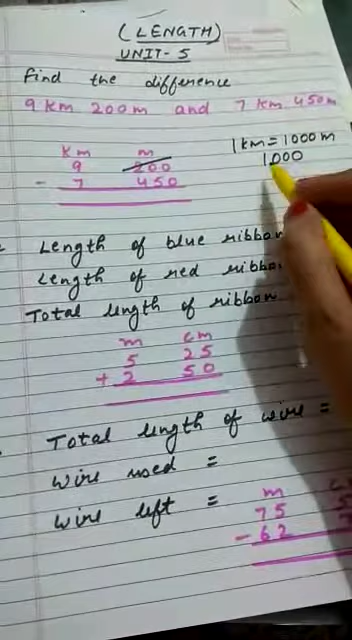 (LENGTH)
UNIT-5
Find the difference
9 km 200 m and 7 km 450 m
km m
1 km = 1000 m
9 200
1000
- 7 450
Length of blue ribbon
Length of red ribbon
Total length of ribbon
m cm
5 25
+ 2 50
Total length of wire =
wire used =
wire left =
m
75 5
- 62